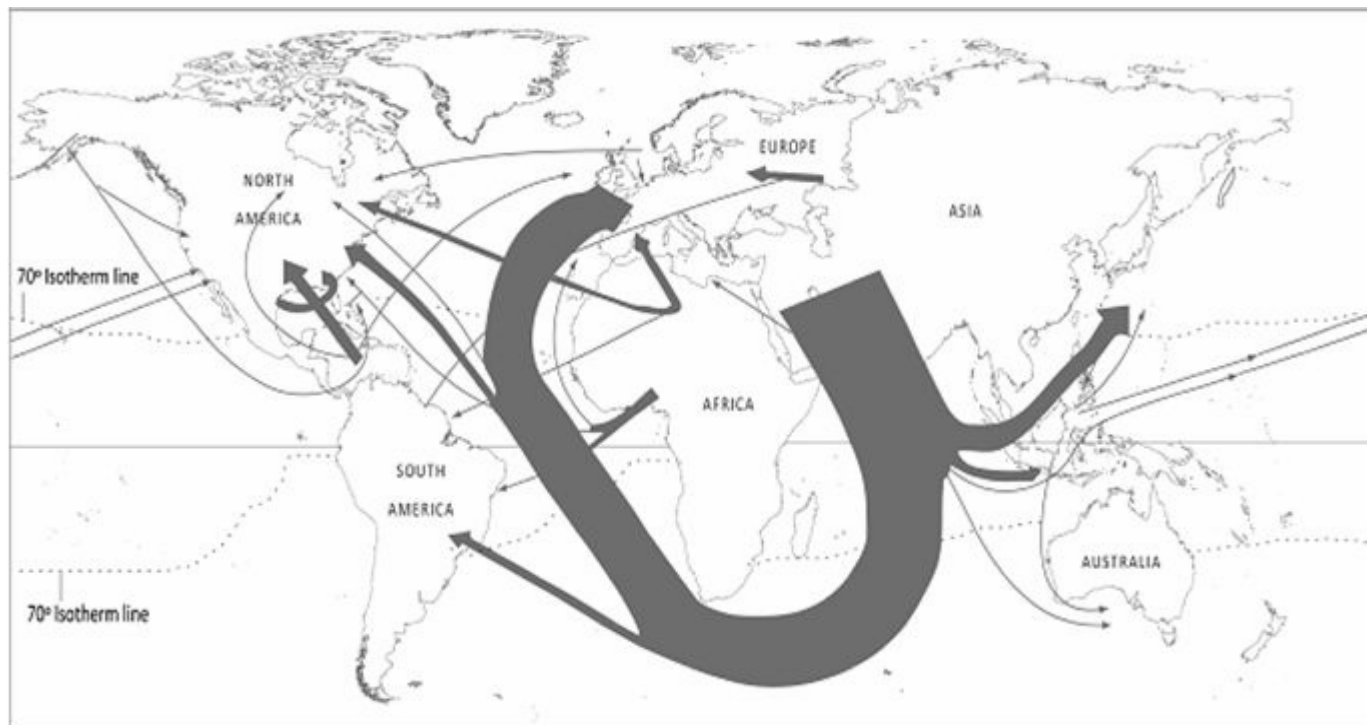 EUROPE
NORTH
AMERICA
ASIA
70º Isotherm line
AFRICA
SOUTH
AMERICA
AUSTRALIA
70º Isotherm line